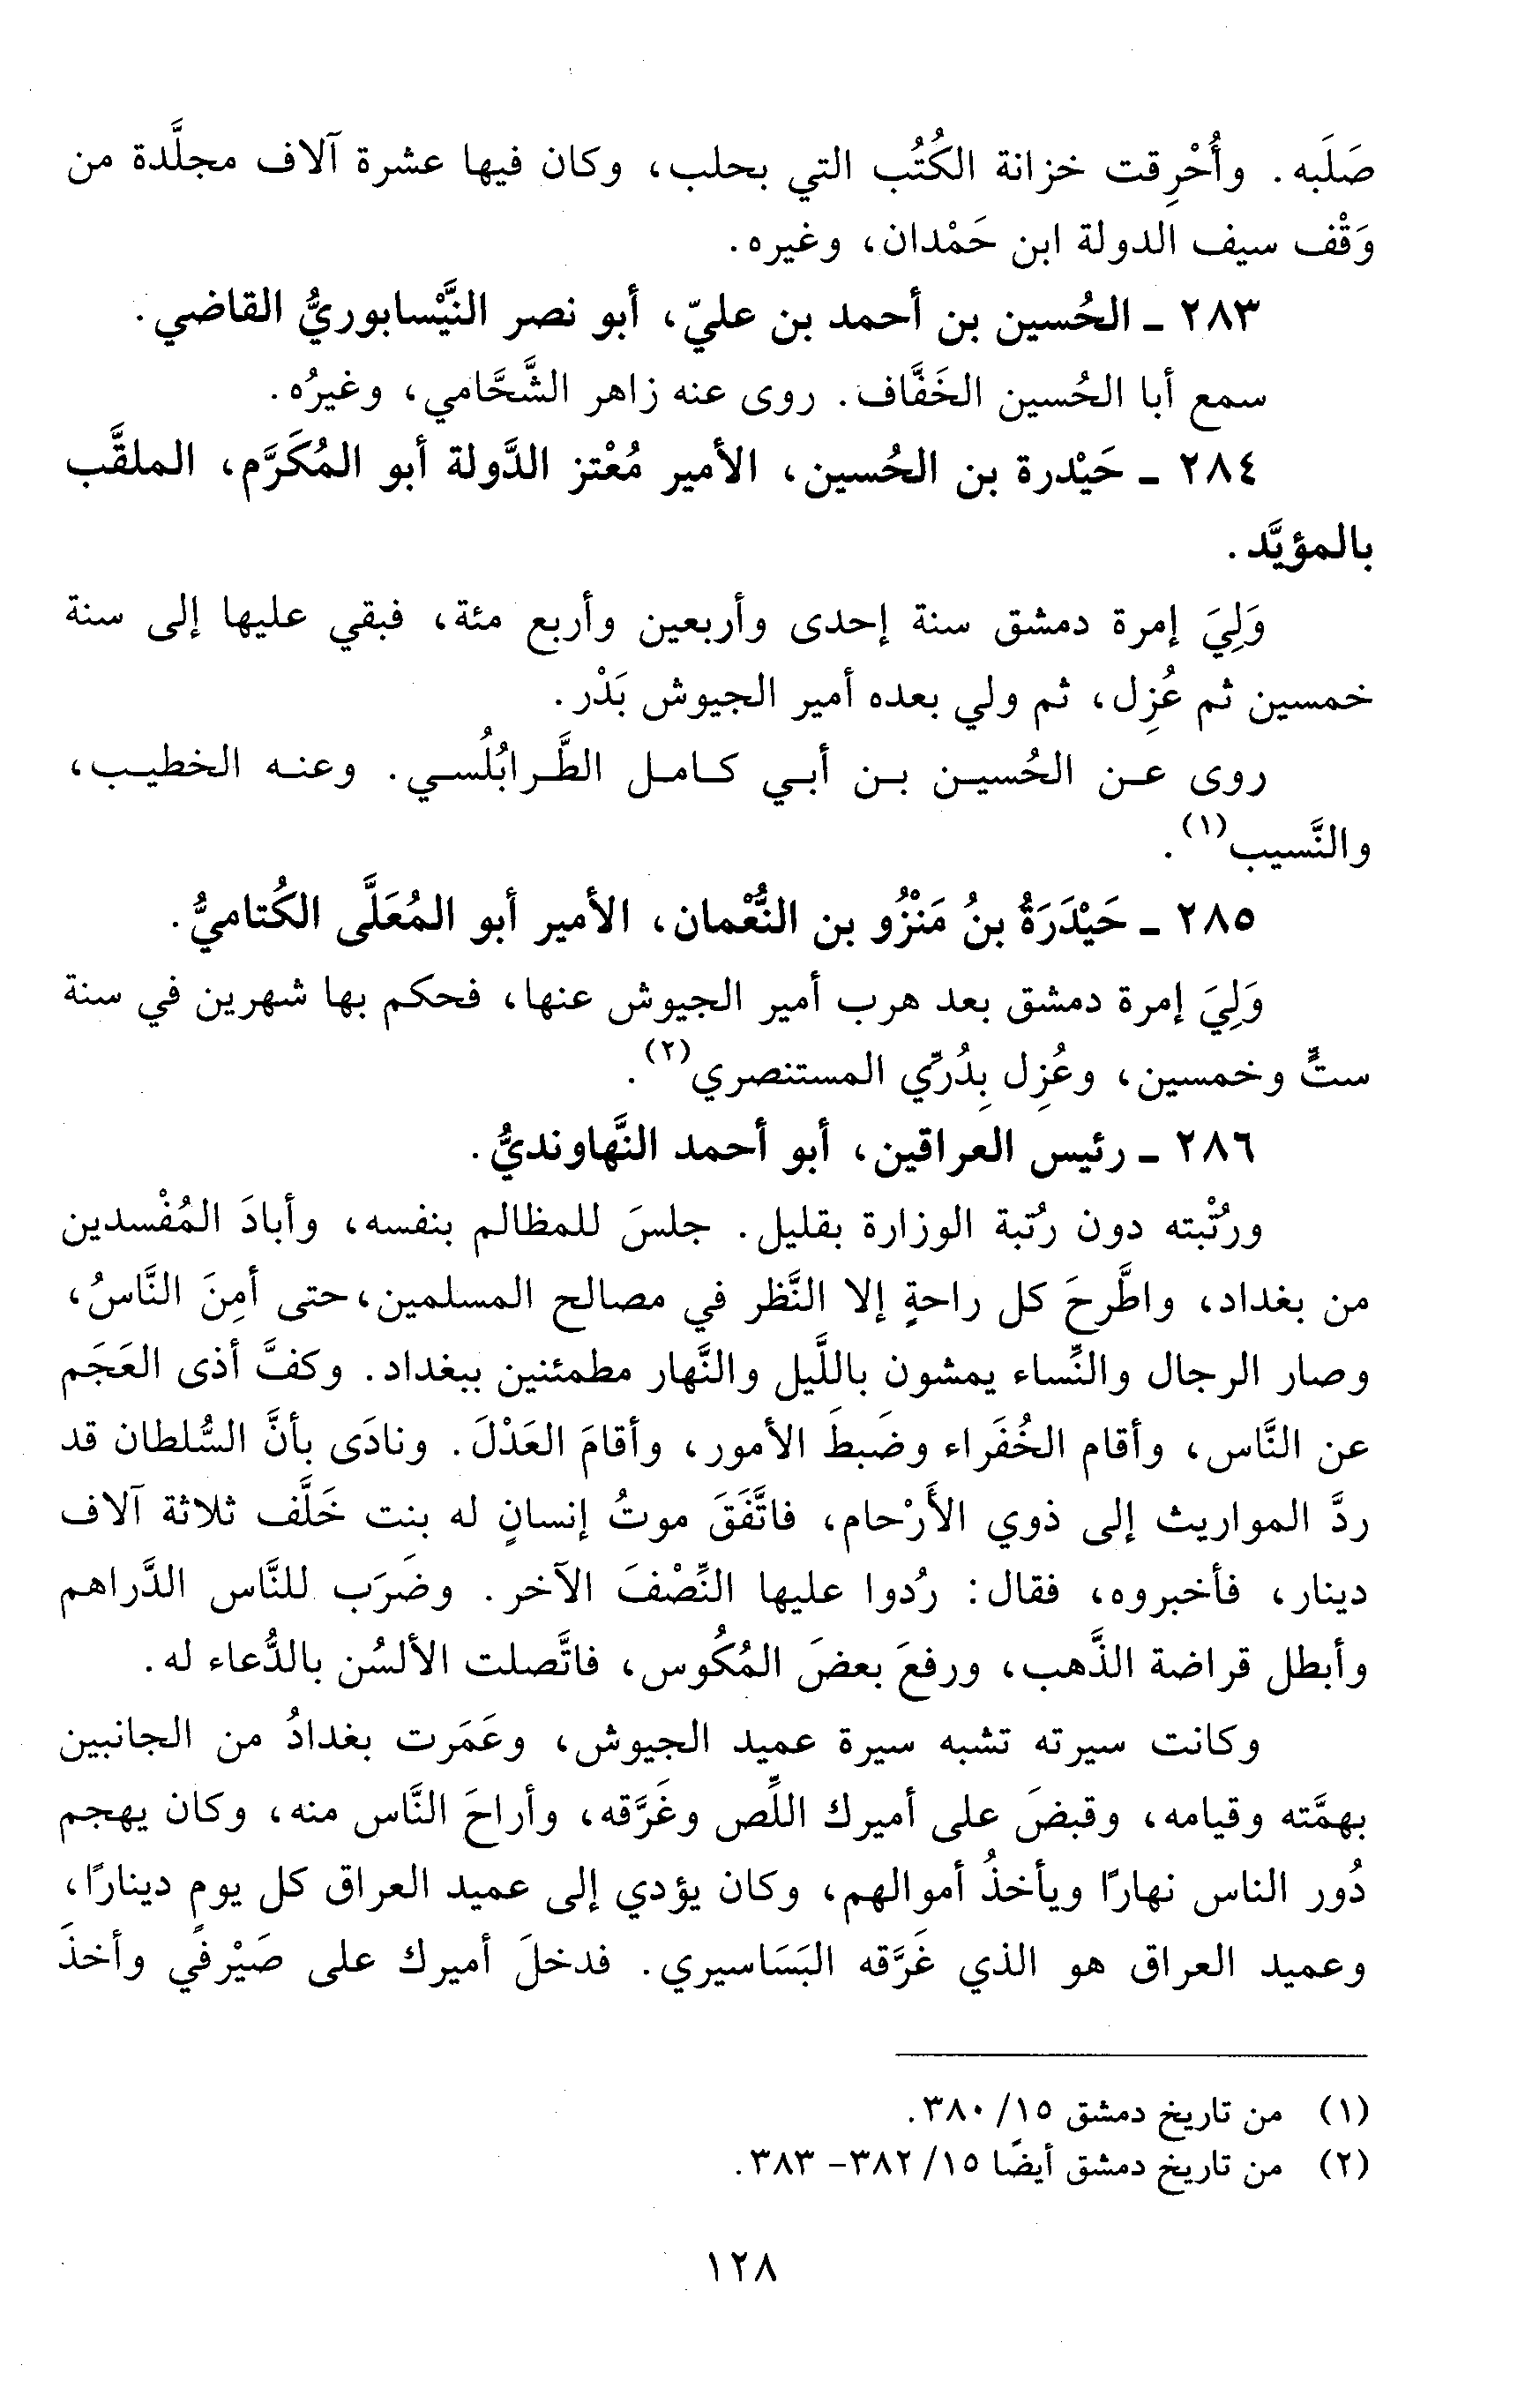 صَلَبه. وأُحْرِقت خزانة الكُتُب التي بحلب، وكان فيها عشرة آلاف مجلَّدة من
وَقْف سيف الدولة ابن حَمْدان، وغيره.
٢٨٣ ـ الحُسين بن أحمد بن عليّ، أبو نصر النَّيْسابوريُّ القاضي.
سمع أبا الحُسين الخَفَّاف. روى عنه زاهر الشَّحَّامي، وغيرُه.
٢٨٤ ـ حَيْدرة بن الحُسين، الأمير مُعْتز الدَّولة أبو المُكَرَّم، الملقَّب
بالمؤيَّد.
وَلِيَ إمرة دمشق سنة إحدى وأربعين وأربع مئة، فبقي عليها إلى سنة
خمسين ثم عُزِل، ثم ولي بعده أمير الجيوش بَدْر.
روى عن الحُسين بن أبي كامل الطَّرابُلُسي. وعنه الخطيب،
والنَّسيب(١).
٢٨٥ ـ حَيْدَرَةُ بنُ مَنْزُو بن النُّعْمان، الأمير أبو المُعَلَّى الكُتاميُّ.
وَلِيَ إمرة دمشق بعد هرب أمير الجيوش عنها، فحكم بها شهرين في سنة
ستٍّ وخمسين، وعُزِل بِدُرِّي المستنصري(٢).
٢٨٦ ـ رئيس العراقين، أبو أحمد النَّهاونديُّ.
ورُتْبته دون رُتبة الوزارة بقليل. جلسَ للمظالم بنفسه، وأبادَ المُفْسدين
من بغداد، واطَّرحَ كل راحةٍ إلا النَّظر في مصالح المسلمين، حتى أمِنَ النَّاسُ،
وصار الرجال والنِّساء يمشون باللَّيل والنَّهار مطمئنين ببغداد. وكفَّ أذى العَجَم
عن النَّاس، وأقام الخُفَراء وضَبطَ الأمور، وأقامَ العَدْلَ. ونادَى بأنَّ السُّلطان قد
ردَّ المواريث إلى ذوي الأَرْحام، فاتَّفَقَ موتُ إنسانٍ له بنت خَلَّف ثلاثة آلاف
دينار، فأخبروه، فقال: رُدوا عليها النِّصْفَ الآخر. وضَرَب للنَّاس الدَّراهم
وأبطل قراضة الذَّهب، ورفعَ بعضَ المُكُوس، فاتَّصلت الألسُن بالدُّعاء له.
وكانت سيرته تشبه سيرة عميد الجيوش، وعَمَرت بغدادُ من الجانبين
بهمَّته وقيامه، وقبضَ على أميرك اللِّص وغَرَّقه، وأراحَ النَّاس منه، وكان يهجم
دُور الناس نهارًا ويأخذُ أموالهم، وكان يؤدي إلى عميد العراق كل يوم دينارًا،
وعميد العراق هو الذي غَرَّقه البَسَاسيري. فدخلَ أميرك على صَيْرفيٍ وأخذَ
(١) من تاريخ دمشق ١٥/ ٣٨٠.
(٢) من تاريخ دمشق أيضًا ١٥/ ٣٨٢- ٣٨٣.
١٢٨